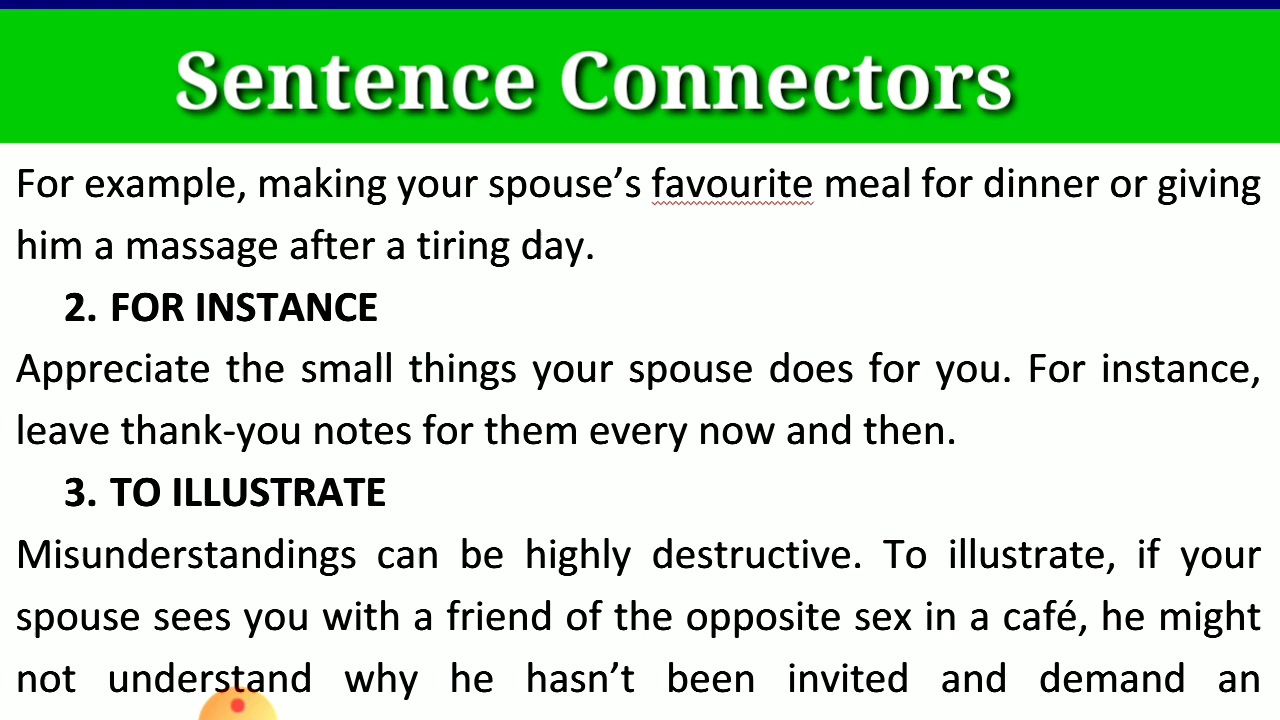 Sentence Connectors
For example, making your spouse’s favourite meal for dinner or giving
him a massage after a tiring day.
2. FOR INSTANCE
Appreciate the small things your spouse does for you. For instance,
leave thank-you notes for them every now and then.
3. TO ILLUSTRATE
Misunderstandings can be highly destructive. To illustrate, if your
spouse sees you with a friend of the opposite sex in a café, he might
not understand why he hasn’t been invited and demand an